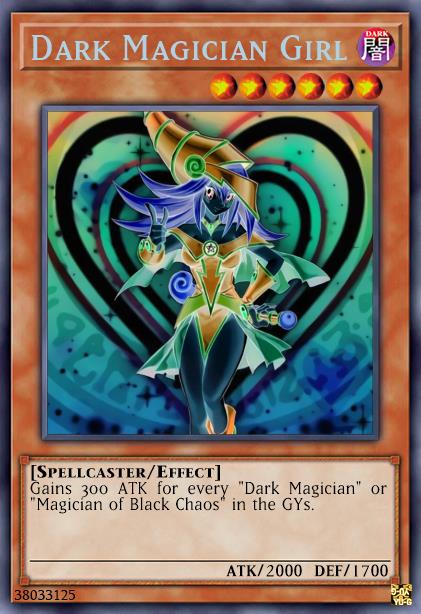 Dark Magician Girl
DARK
闇
[Spellcaster/Effect]
Gains 300 ATK for every "Dark Magician" or
"Magician of Black Chaos" in the GYs.
ATK/2000 DEF/1700
38033125